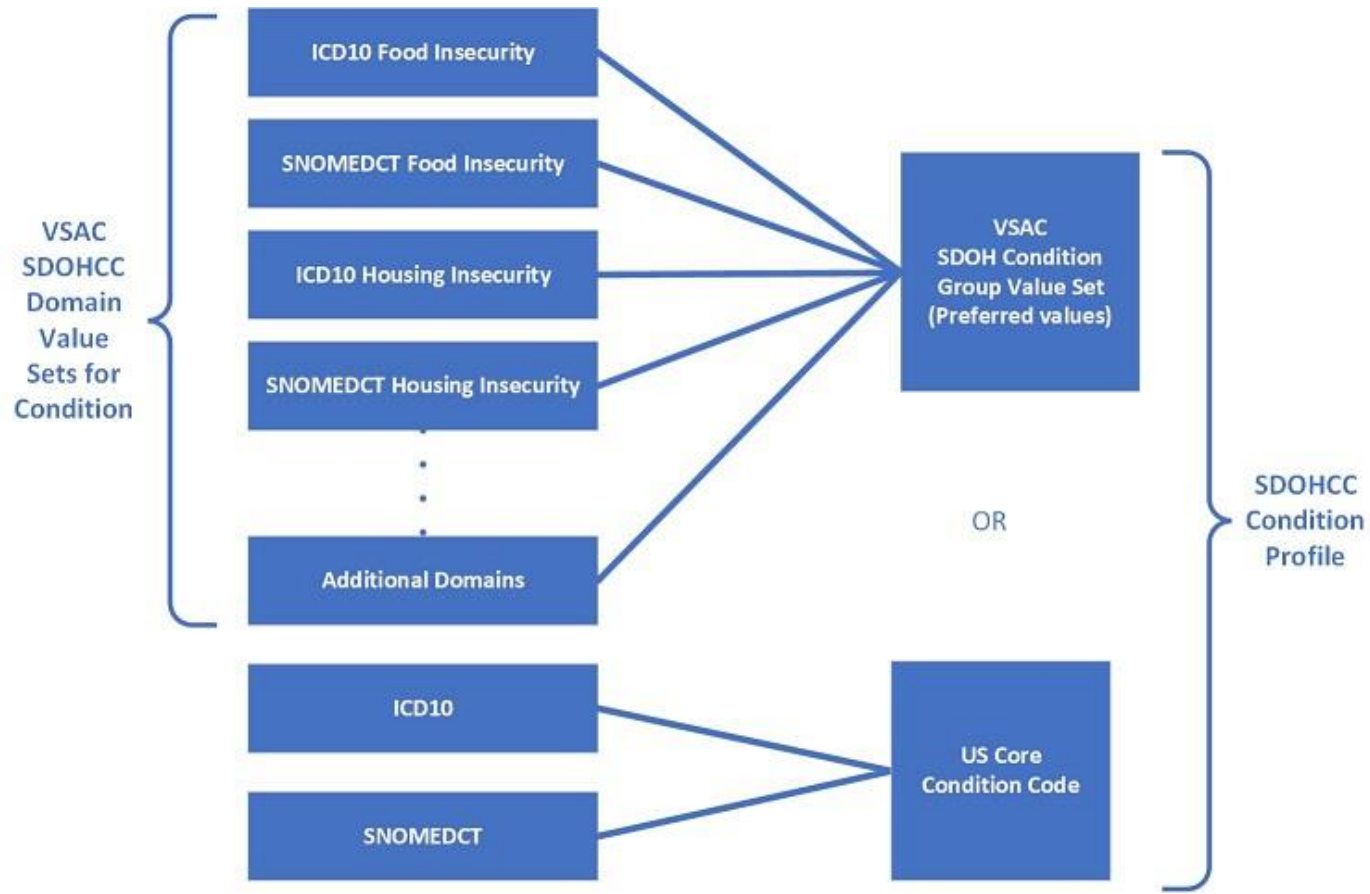 VSAC
SDOHCC
Domain
Value
Sets for
Condition
ICD10 Food Insecurity
SNOMEDCT Food Insecurity
ICD10 Housing Insecurity
SNOMEDCT Housing Insecurity
Additional Domains
ICD10
SNOMEDCT
VSAC
SDOH Condition
Group Value Set
(Preferred values)
OR
US Core
Condition Code
SDOHCC
Condition
Profile